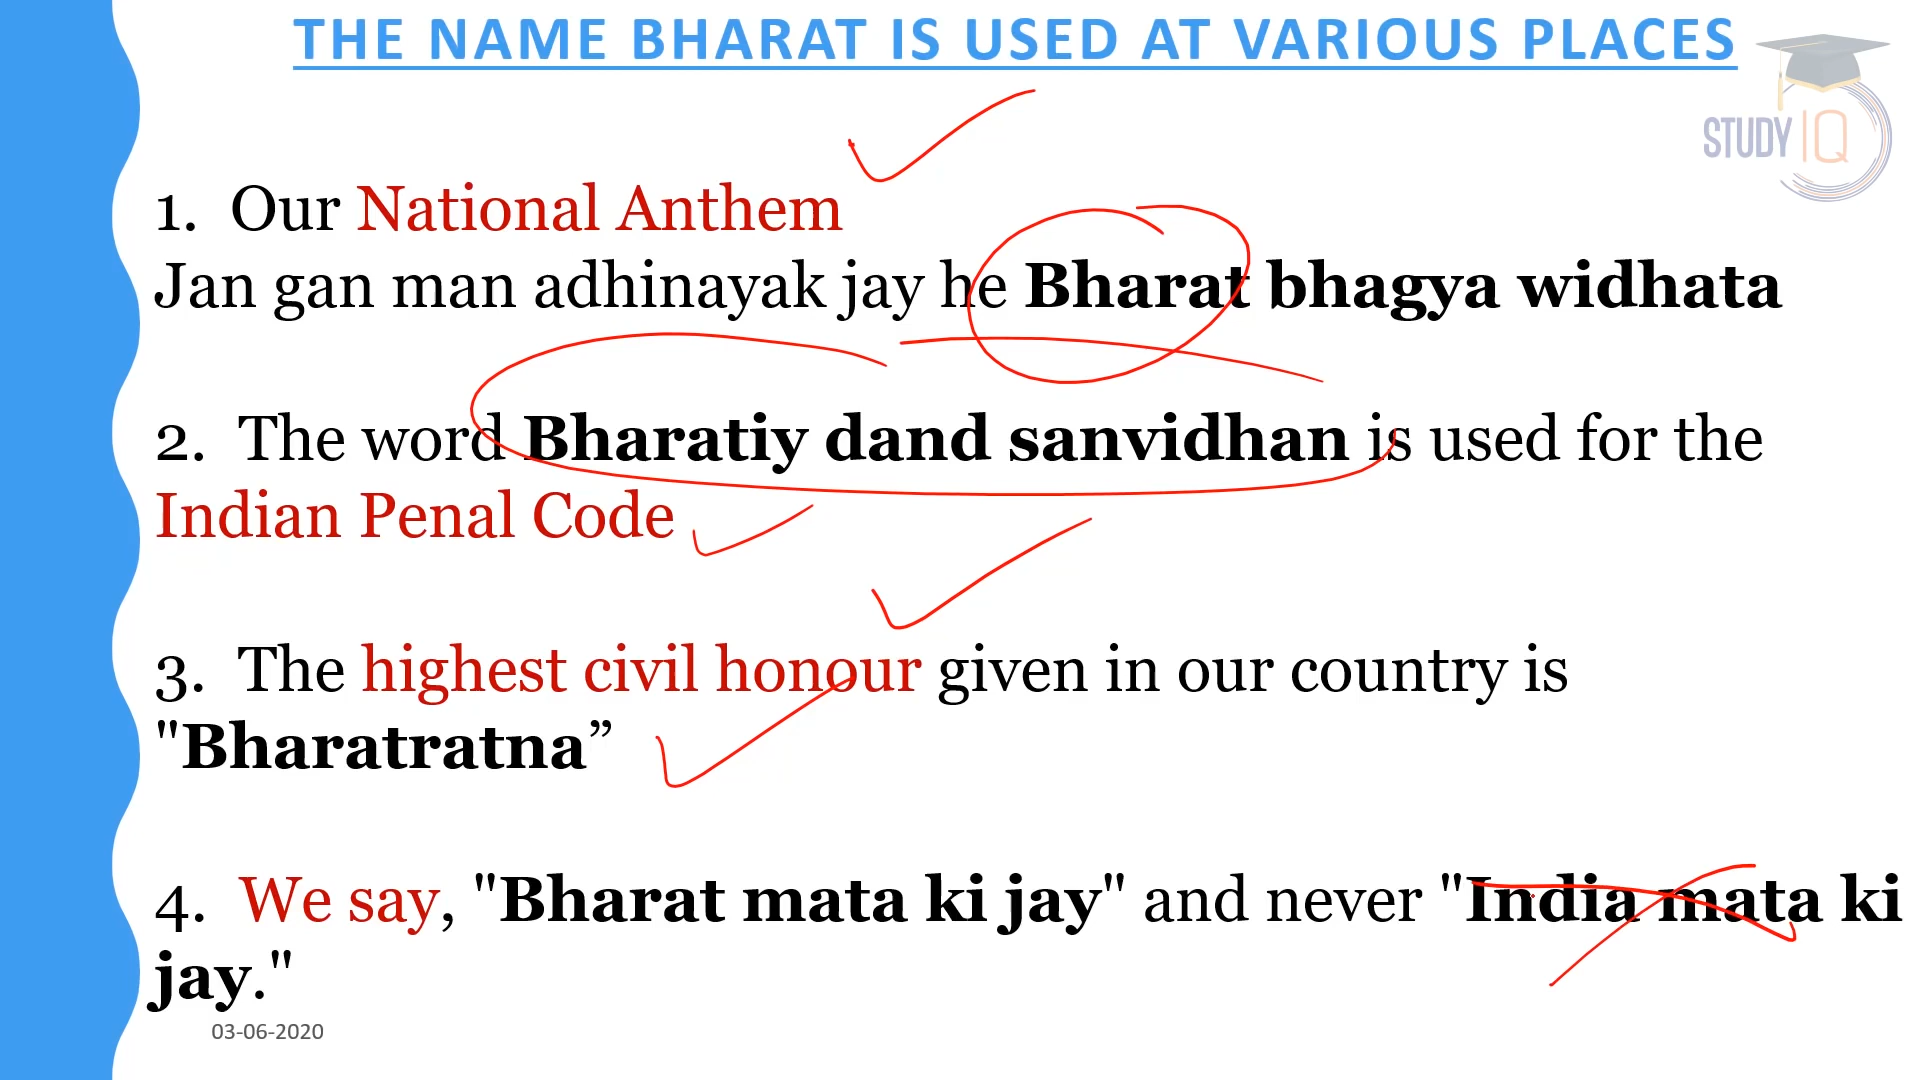 THE NAME BHARAT IS USED AT VARIOUS PLACES
STUDY IQ
1. Our National Anthem
Jan gan man adhinayak jay he Bharat bhagya widhata
2. The word Bharatiy dand sanvidhan is used for the
Indian Penal Code
3. The highest civil honour given in our country is
"Bharatratna”
4. We say, "Bharat mata ki jay" and never "India mata ki
jay."
03-06-2020